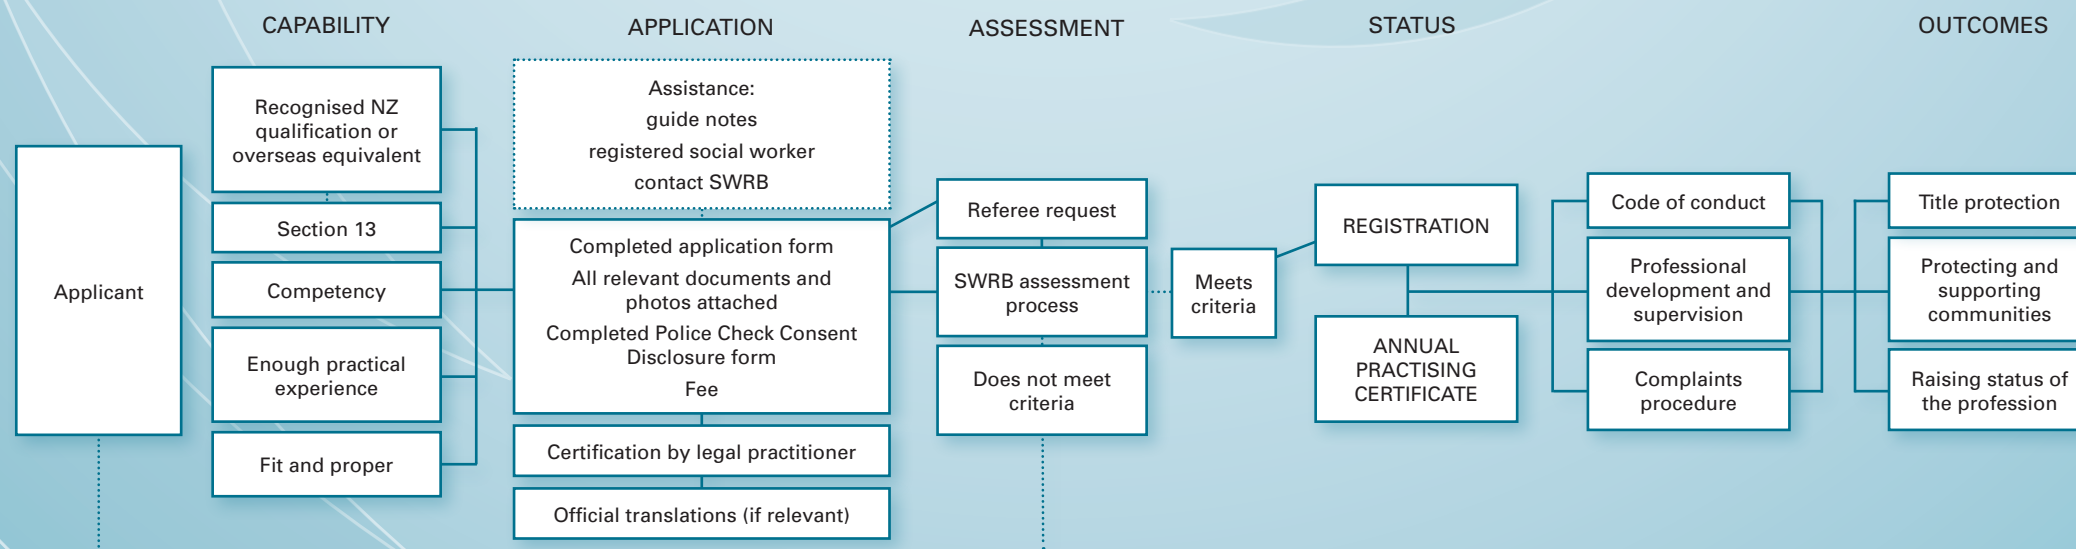 CAPABILITY
APPLICATION
ASSESSMENT
STATUS
OUTCOMES
Applicant
Recognised NZ
qualification or
overseas equivalent
Section 13
Competency
Enough practical
experience
Fit and proper
Assistance:
guide notes
registered social worker
contact SWRB
Completed application form
All relevant documents and
photos attached
Completed Police Check Consent
Disclosure form
Fee
Certification by legal practitioner
Official translations (if relevant)
Referee request
SWRB assessment
process
Does not meet
criteria
Meets
criteria
REGISTRATION
ANNUAL
PRACTISING
CERTIFICATE
Code of conduct
Professional
development and
supervision
Complaints
procedure
Title protection
Protecting and
supporting
communities
Raising status of
the profession